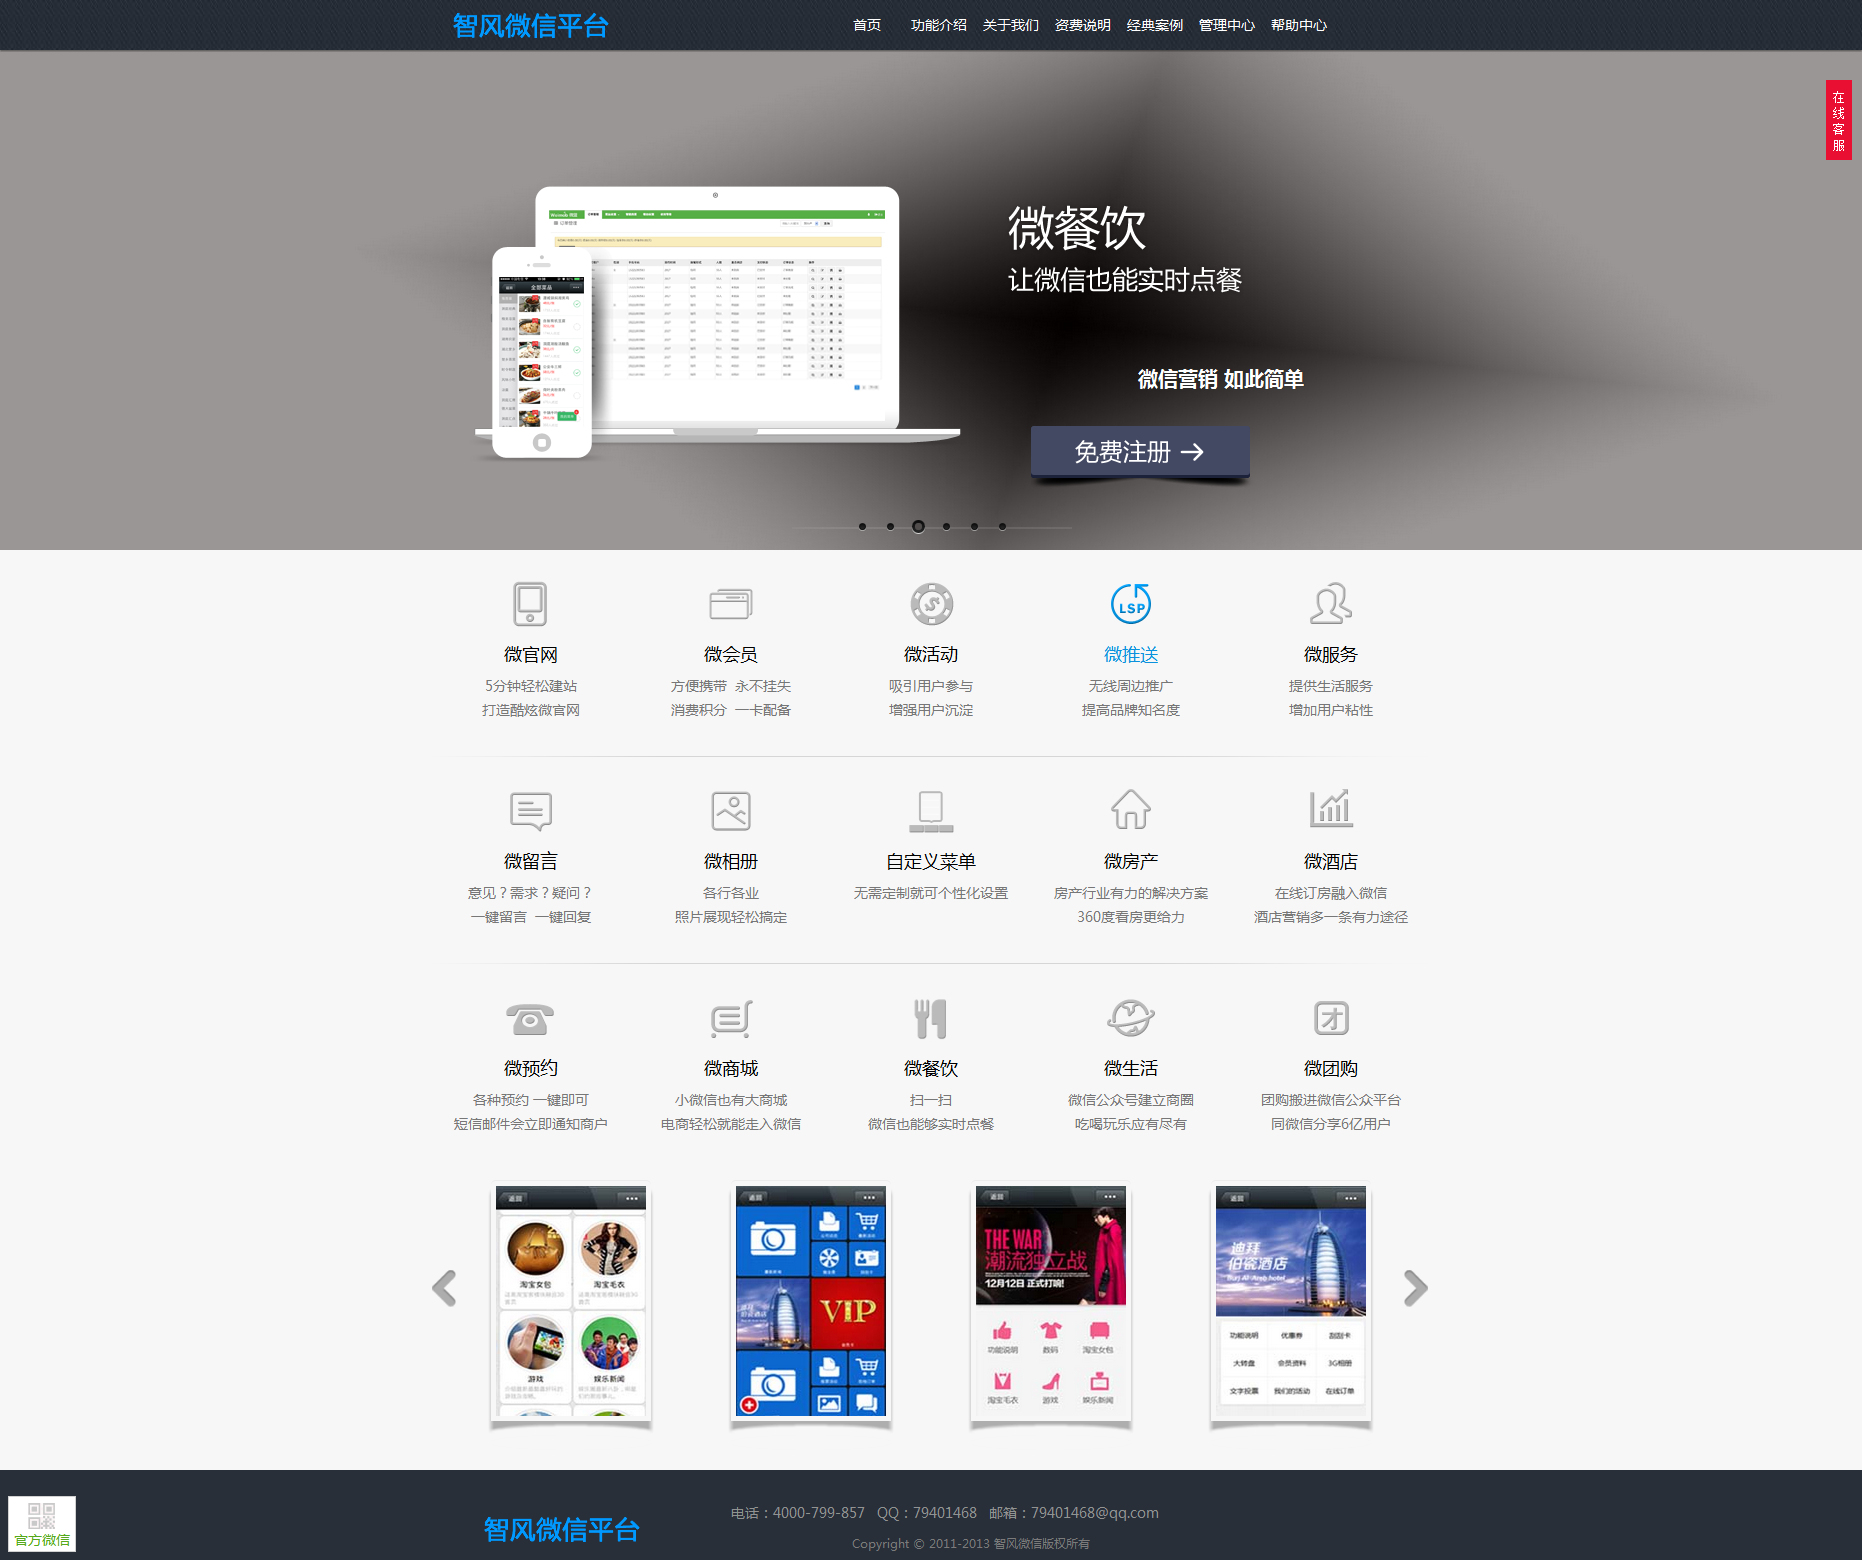 智风微信平台
首页 功能介绍 关于我们 资费说明 经典案例 管理中心 帮助中心
在线客服
微餐饮
让微信也能实时点餐
全部菜品
微信营销 如此简单
免费注册
LSP
微官网 微会员 微活动 微推送 微服务
5分钟轻松建站 方便携带 永不挂失 吸引用户参与 无线周边推广 提供生活服务
打造酷炫微官网 消费积分 一卡配备 增强用户沉淀 提高品牌知名度 增加用户粘性
微留言 微相册 自定义菜单 微房产 微酒店
意见？需求？疑问？ 各行各业 无需定制就可个性化设置 房产行业有力的解决方案 在线订房融入微信
一键留言 一键回复 照片展现轻松搞定 360度看房更给力 酒店营销多一条有力途径
团
微预约 微商城 微餐饮 微生活 微团购
各种预约 一键即可 小微信也有大商城 扫一扫 微信公众号建立商圈 团购搬进微信公众平台
短信邮件会立即通知商户 电商轻松就能走入微信 微信也能够实时点餐 吃喝玩乐应有尽有 同微信分享6亿用户
返回 返回 返回 返回
淘宝女包 淘宝毛衣
游戏 娱乐新闻
VIP
THE WAR
潮流独立战
12月12日 正式打响!
功能说明 数码 淘宝女包
淘宝毛衣 游戏 娱乐新闻
迪拜
伯瓷酒店
Burj Al-Arab hotel
功能说明 优惠券 刮刮卡
大转盘 会员资料 3G相册
文字投票 我们的活动 在线订单
官方微信
智风微信平台
电话：4000-799-857 QQ：79401468 邮箱：79401468@qq.com
Copyright © 2011-2013 智风微信版权所有